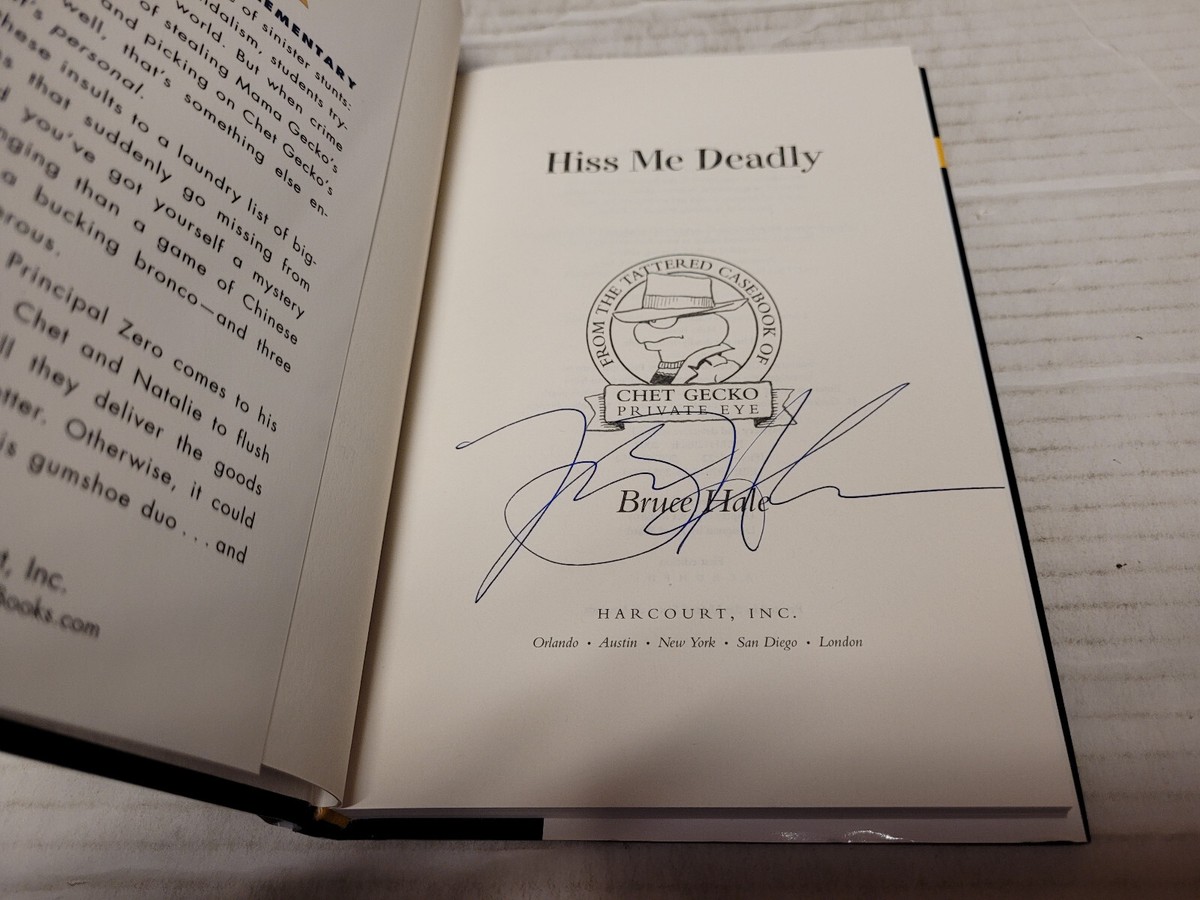 EMENTARY
of sinister stunts:
dalism, students try-
world. But when crime
of stealing Mama Gecko's
and picking on Chet Gecko's
well, that's something else en-
personal.
hese insults to a laundry list of big-
that suddenly go missing from
you've got yourself a mystery
nging than a game of Chinese
a bucking bronco—and three
rous.
Principal Zero comes to his
Chet and Natalie to flush
ll they deliver the goods
tter. Otherwise, it could
is gumshoe duo . . . and
t, Inc.
Books.com
Hiss Me Deadly
FROM THE TATTERED CASEBOOK OF
CHET GECKO
PRIVATE EYE
Bruce Hale
HARCOURT, INC.
Orlando • Austin • New York • San Diego • London